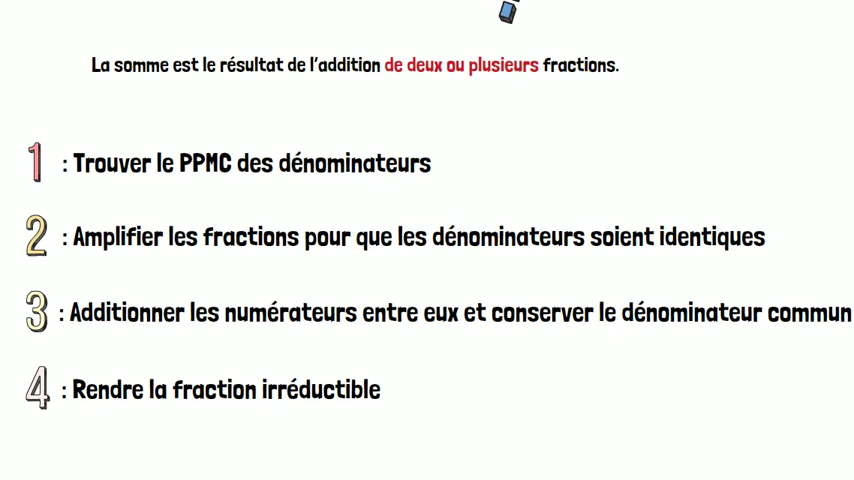 La somme est le résultat de l'addition de deux ou plusieurs fractions.
1 : Trouver le PPMC des dénominateurs
2 : Amplifier les fractions pour que les dénominateurs soient identiques
3 : Additionner les numérateurs entre eux et conserver le dénominateur commun
4 : Rendre la fraction irréductible